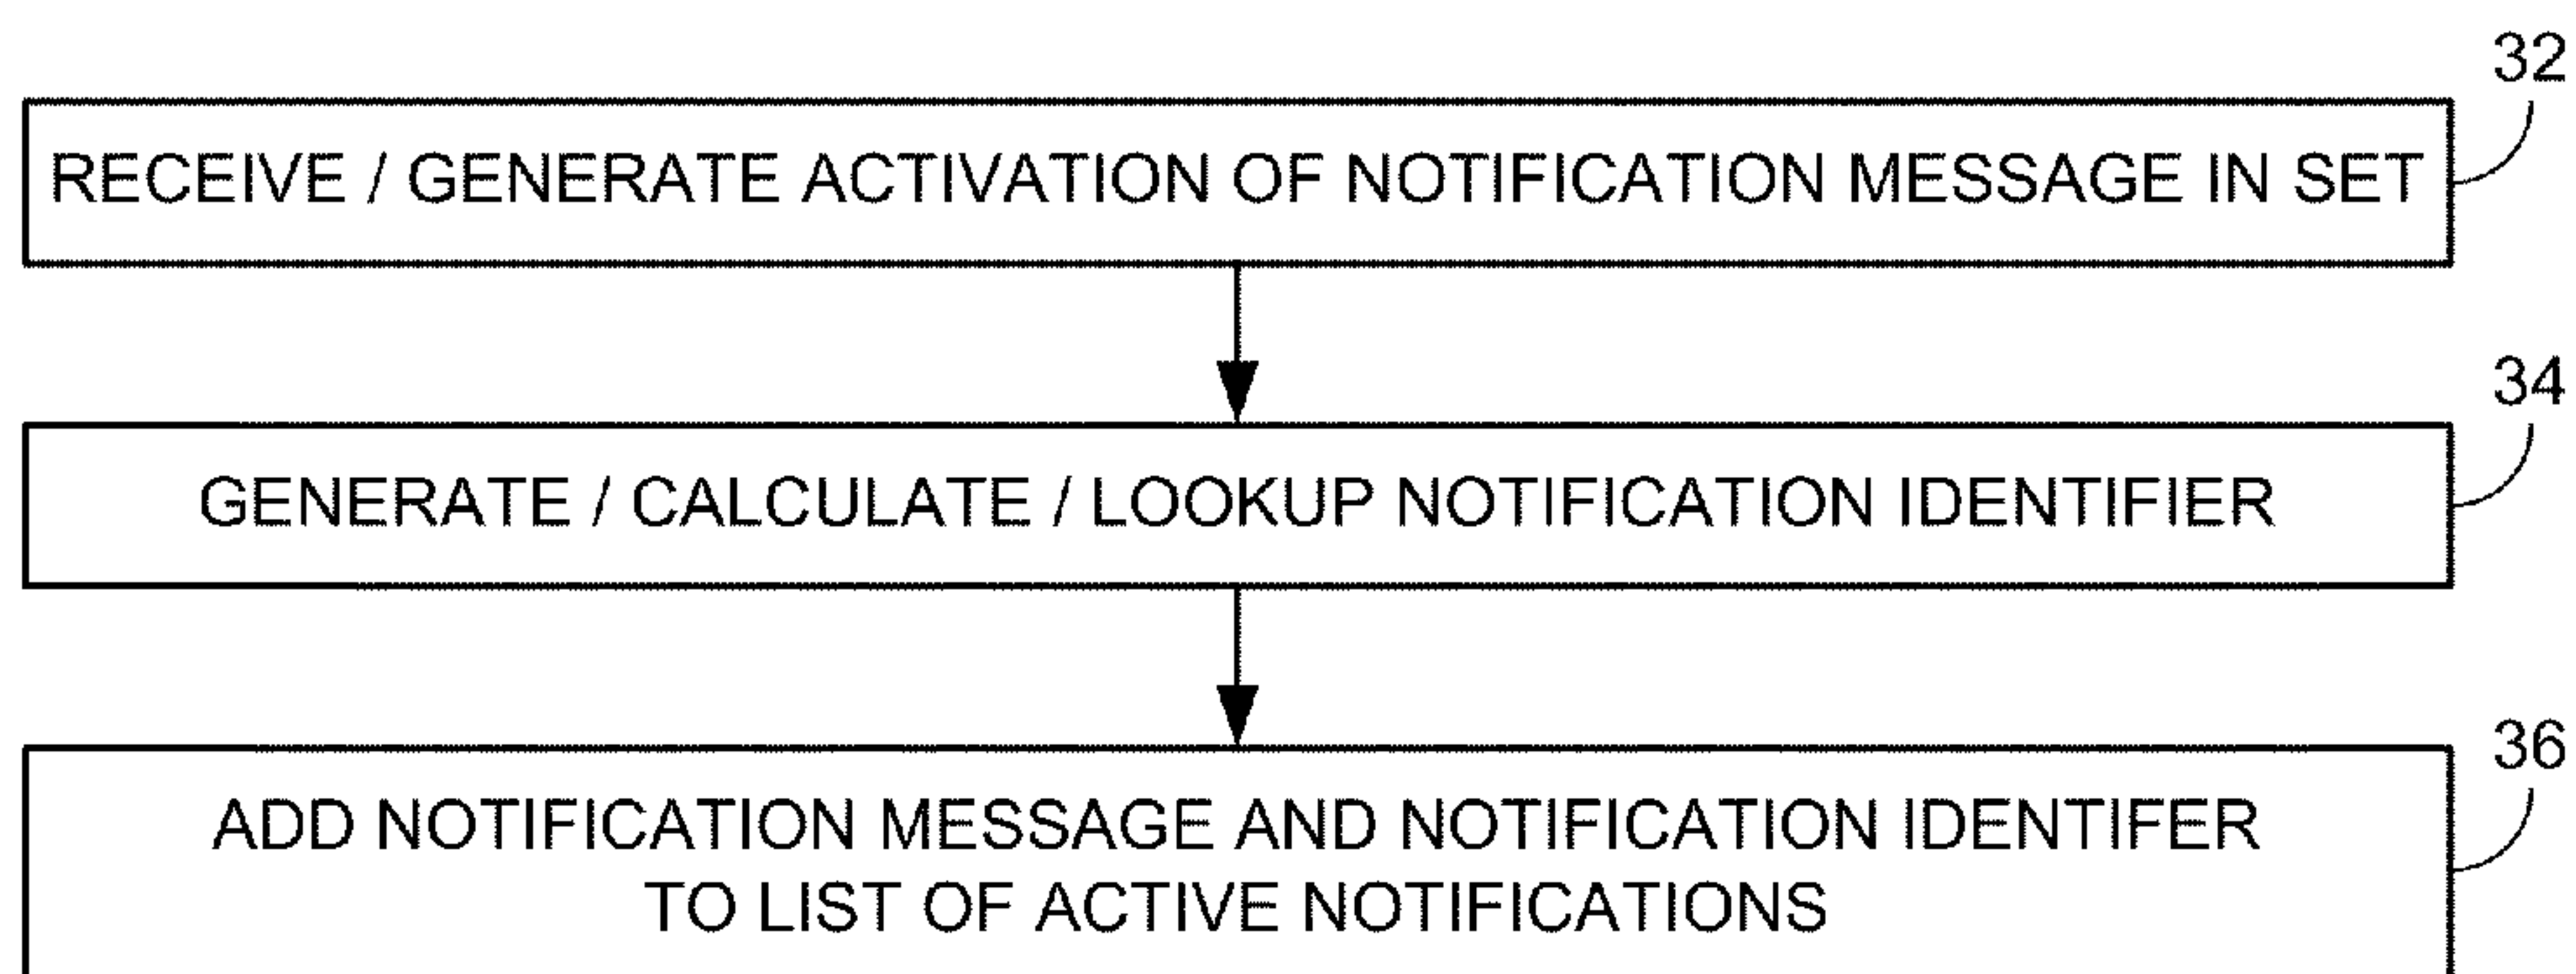 32
RECEIVE / GENERATE ACTIVATION OF NOTIFICATION MESSAGE IN SET
34
GENERATE / CALCULATE / LOOKUP NOTIFICATION IDENTIFIER
36
ADD NOTIFICATION MESSAGE AND NOTIFICATION IDENTIFER
TO LIST OF ACTIVE NOTIFICATIONS